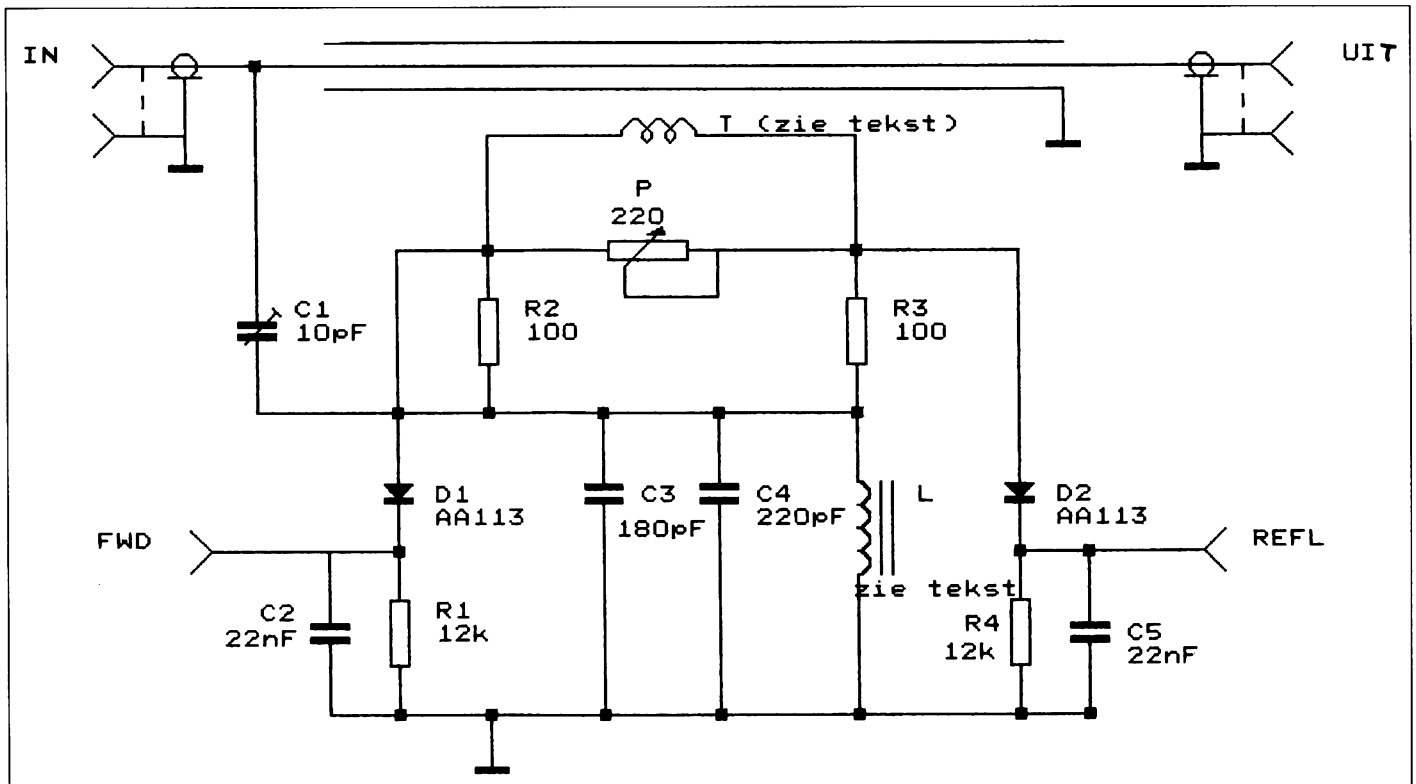 IN
UIT
T (zie tekst)
P
220
C1
10pF
R2
100
R3
100
D1
AA113
C3
180pF
C4
220pF
L
D2
AA113
FWD
REFL
zie tekst
C2
22nF
R1
12k
R4
12k
C5
22nF